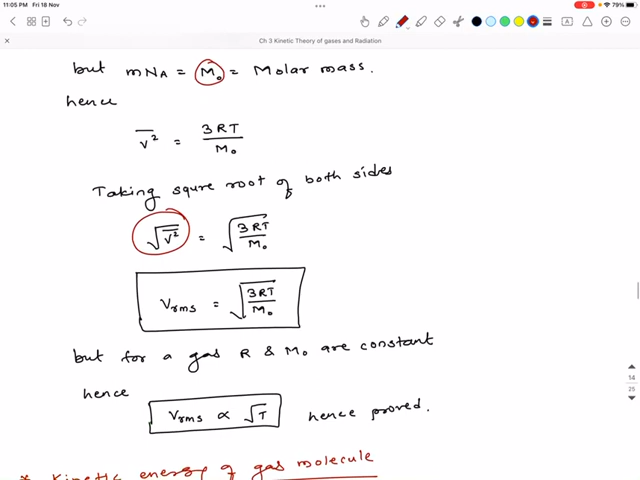 11:05 PM Fri 18 Nov
79%
Ch 3 Kinetic Theory of gases and Radiation
but mNA = M₀ = Molar mass.
hence
v̅² = 3RT/M₀
Taking squre root of both sides
√v̅² = √(3RT/M₀)
Vrms = √(3RT/M₀)
but for a gas R & M₀ are constant
hence
Vrms ∝ √T hence proved.
14
25
* Kinetic energy of gas molecule